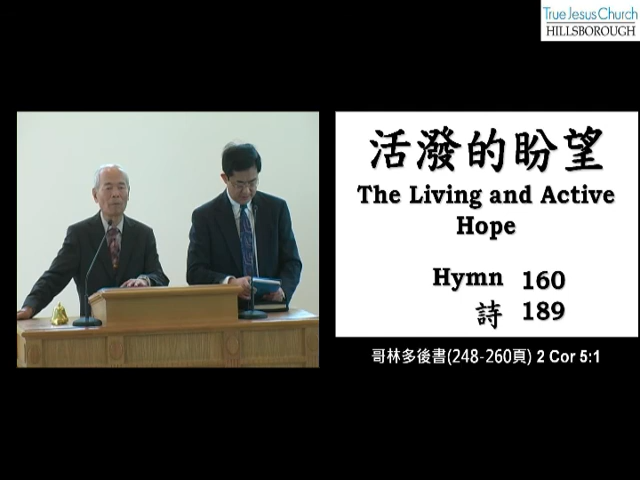 True Jesus Church
HILLSBOROUGH
活潑的盼望
The Living and Active
Hope
Hymn 160
詩 189
哥林多後書(248-260頁) 2 Cor 5:1